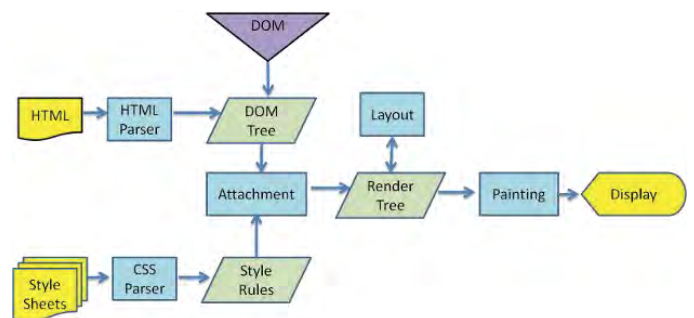 DOM
HTML
HTML
Parser
DOM
Tree
Layout
Attachment
Render
Tree
Painting
Display
Style
Sheets
CSS
Parser
Style
Rules